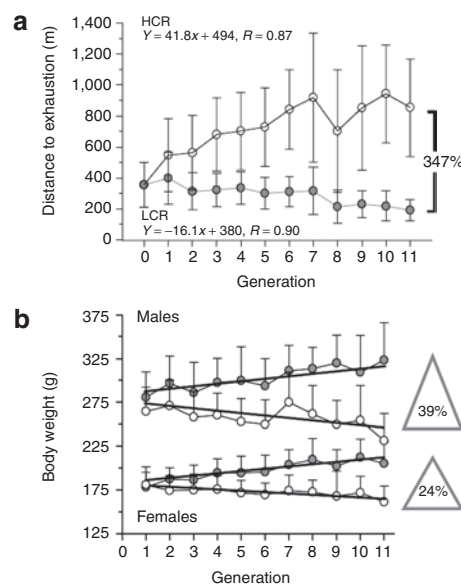 a
HCR
Y = 41.8x + 494, R = 0.87
Distance to exhaustion (m)
1,400
1,200
1,000
800
600
400
200
0
347%
LCR
Y = −16.1x + 380, R = 0.90
0 1 2 3 4 5 6 7 8 9 10 11
Generation
b
Males
Body weight (g)
375
325
275
225
175
125
39%
24%
Females
0 1 2 3 4 5 6 7 8 9 10 11
Generation